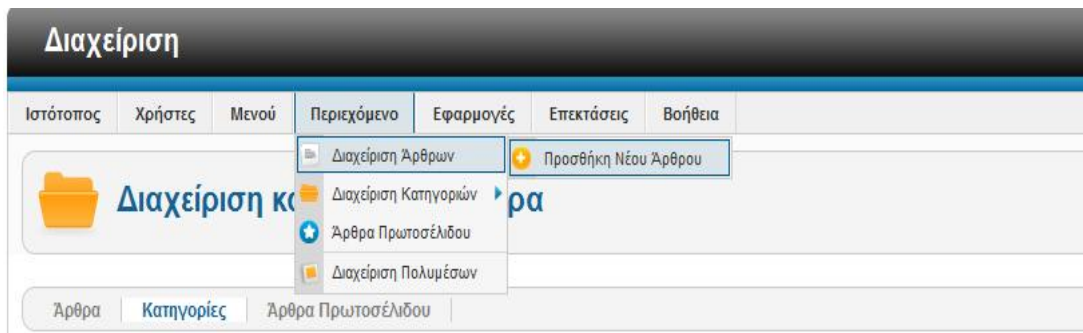 Διαχείριση
Ιστότοπος Χρήστες Μενού Περιεχόμενο Εφαρμογές Επεκτάσεις Βοήθεια
Διαχείριση Άρθρων Προσθήκη Νέου Άρθρου
Διαχείριση Κατηγοριών
Διαχείριση κ ρα
Άρθρα Πρωτοσέλιδου
Διαχείριση Πολυμέσων
Άρθρα Κατηγορίες Άρθρα Πρωτοσέλιδου